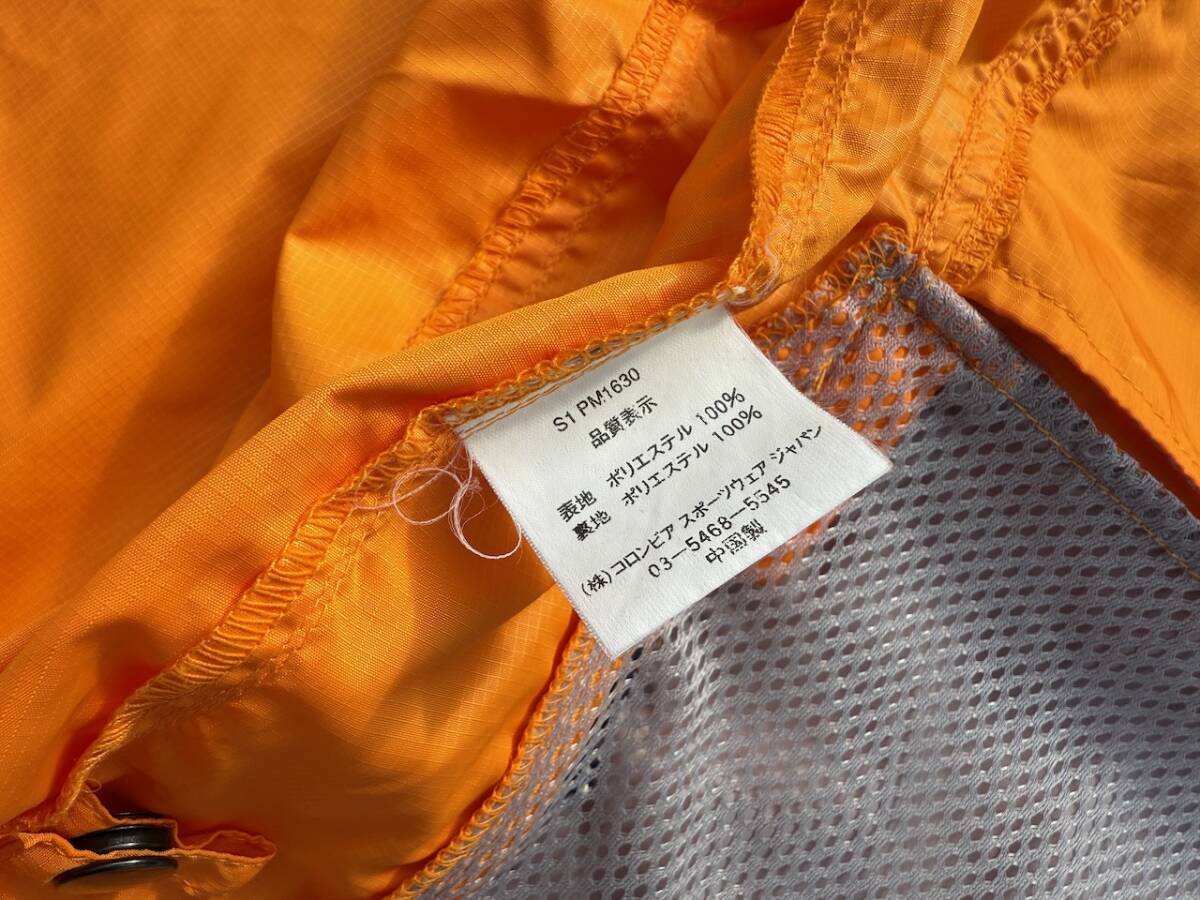 S1 PM1630
品質表示
表地 ポリエステル 100%
裏地 ポリエステル 100%
(株)コロンビア スポーツウェア ジャパン
03-5468-5545
中国製